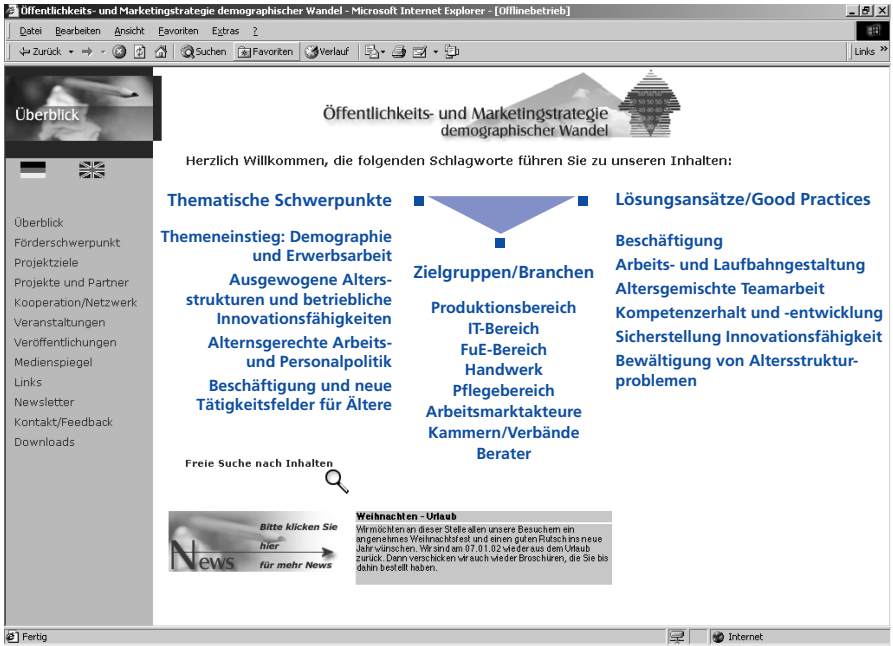 Öffentlichkeits- und Marketingstrategie demographischer Wandel - Microsoft Internet Explorer - [Offlinebetrieb]
Datei Bearbeiten Ansicht Favoriten Extras ?
Zurück Suchen Favoriten Verlauf Links »
Überblick
Öffentlichkeits- und Marketingstrategie
demographischer Wandel
Herzlich Willkommen, die folgenden Schlagworte führen Sie zu unseren Inhalten:
Überblick
Förderschwerpunkt
Projektziele
Projekte und Partner
Kooperation/Netzwerk
Veranstaltungen
Veröffentlichungen
Medienspiegel
Links
Newsletter
Kontakt/Feedback
Downloads
Thematische Schwerpunkte
Themeneinstieg: Demographie
und Erwerbsarbeit
Ausgewogene Alters-
strukturen und betriebliche
Innovationsfähigkeiten
Alternsgerechte Arbeits-
und Personalpolitik
Beschäftigung und neue
Tätigkeitsfelder für Ältere
Zielgruppen/Branchen
Produktionsbereich
IT-Bereich
FuE-Bereich
Handwerk
Pflegebereich
Arbeitsmarktakteure
Kammern/Verbände
Berater
Lösungsansätze/Good Practices
Beschäftigung
Arbeits- und Laufbahngestaltung
Altersgemischte Teamarbeit
Kompetenzerhalt und -entwicklung
Sicherstellung Innovationsfähigkeit
Bewältigung von Altersstruktur-
problemen
Freie Suche nach Inhalten
News
Bitte klicken Sie
hier
für mehr News
Weihnachten - Urlaub
Wir möchten an dieser Stelle allen unsere Besuchern ein
angenehmes Weihnachtsfest und einen guten Rutsch ins neue
Jahr wünschen. Wir sind am 07.01.02 wieder aus dem Urlaub
zurück. Dann verschicken wir auch wieder Broschüren, die Sie bis
dahin bestellt haben.
Fertig
Internet